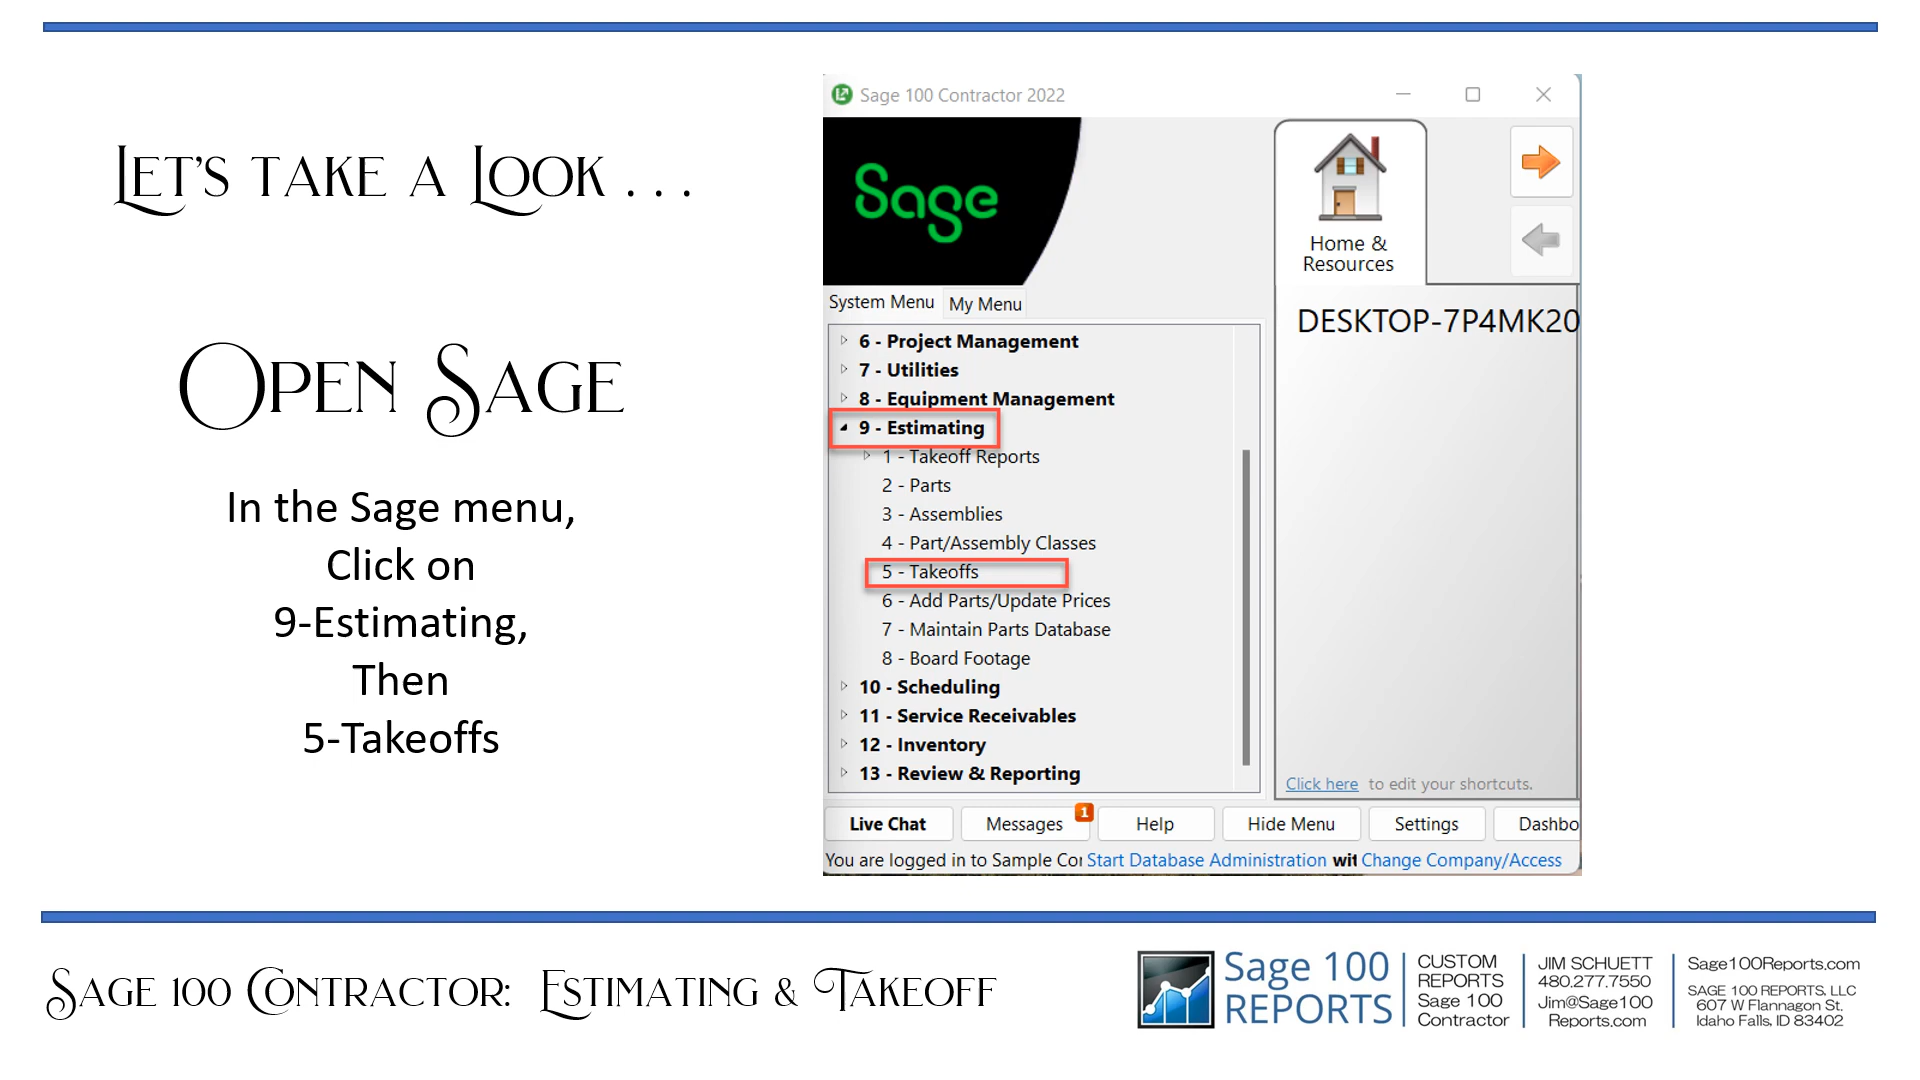 Let's take a Look . . .
Open Sage
In the Sage menu,
Click on
9-Estimating,
Then
5-Takeoffs
Sage 100 Contractor 2022
Sage
Home &
Resources
System Menu
My Menu
DESKTOP-7P4MK20
6 - Project Management
7 - Utilities
8 - Equipment Management
9 - Estimating
1 - Takeoff Reports
2 - Parts
3 - Assemblies
4 - Part/Assembly Classes
5 - Takeoffs
6 - Add Parts/Update Prices
7 - Maintain Parts Database
8 - Board Footage
10 - Scheduling
11 - Service Receivables
12 - Inventory
13 - Review & Reporting
Click here to edit your shortcuts.
Live Chat
Messages
1
Help
Hide Menu
Settings
Dashbo
You are logged in to Sample Cor Start Database Administration wit Change Company/Access
Sage 100 Contractor: Estimating & Takeoff
Sage 100
REPORTS
CUSTOM
REPORTS
Sage 100
Contractor
JIM SCHUETT
480.277.7550
Jim@Sage100
Reports.com
Sage100Reports.com
SAGE 100 REPORTS, LLC
607 W Flannagon St,
Idaho Falls, ID 83402